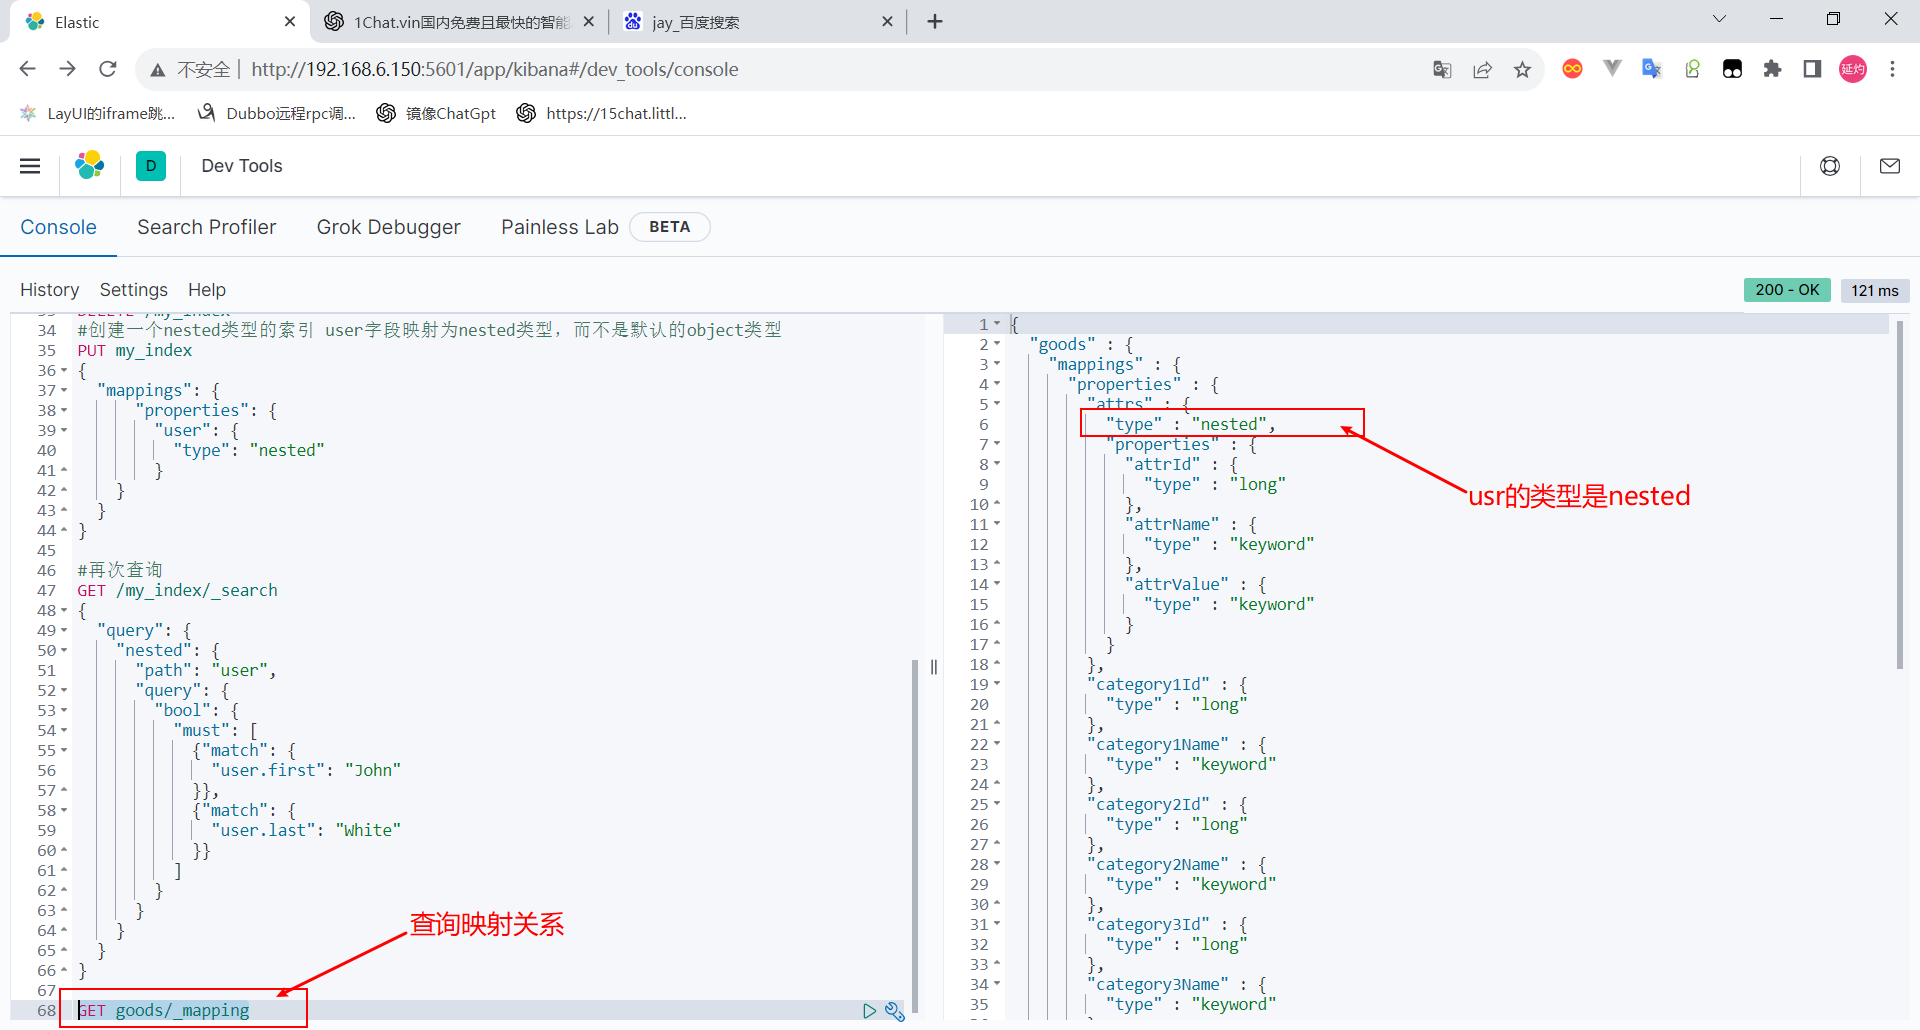 Elastic
1Chat.vin国内免费且最快的智能
jay_百度搜索
不安全 | http://192.168.6.150:5601/app/kibana#/dev_tools/console
延灼
LayUI的iframe跳...
Dubbo远程rpc调...
镜像ChatGpt
https://15chat.littl...
D
Dev Tools
Console
Search Profiler
Grok Debugger
Painless Lab
BETA
History
Settings
Help
200 - OK
121 ms
33 DELETE /my_index
34 #创建一个nested类型的索引 user字段映射为nested类型，而不是默认的object类型
35 PUT my_index
36 {
37 "mappings": {
38 "properties": {
39 "user": {
40 "type": "nested"
41 }
42 }
43 }
44 }
45
46 #再次查询
47 GET /my_index/_search
48 {
49 "query": {
50 "nested": {
51 "path": "user",
52 "query": {
53 "bool": {
54 "must": [
55 {"match": {
56 "user.first": "John"
57 }},
58 {"match": {
59 "user.last": "White"
60 }}
61 ]
62 }
63 }
64 }
65 }
66 }
67
68 GET goods/_mapping
查询映射关系
1 {
2 "goods" : {
3 "mappings" : {
4 "properties" : {
5 "attrs" : {
6 "type" : "nested",
7 "properties" : {
8 "attrId" : {
9 "type" : "long"
10 },
11 "attrName" : {
12 "type" : "keyword"
13 },
14 "attrValue" : {
15 "type" : "keyword"
16 }
17 }
18 },
19 "category1Id" : {
20 "type" : "long"
21 },
22 "category1Name" : {
23 "type" : "keyword"
24 },
25 "category2Id" : {
26 "type" : "long"
27 },
28 "category2Name" : {
29 "type" : "keyword"
30 },
31 "category3Id" : {
32 "type" : "long"
33 },
34 "category3Name" : {
35 "type" : "keyword"
usr的类型是nested